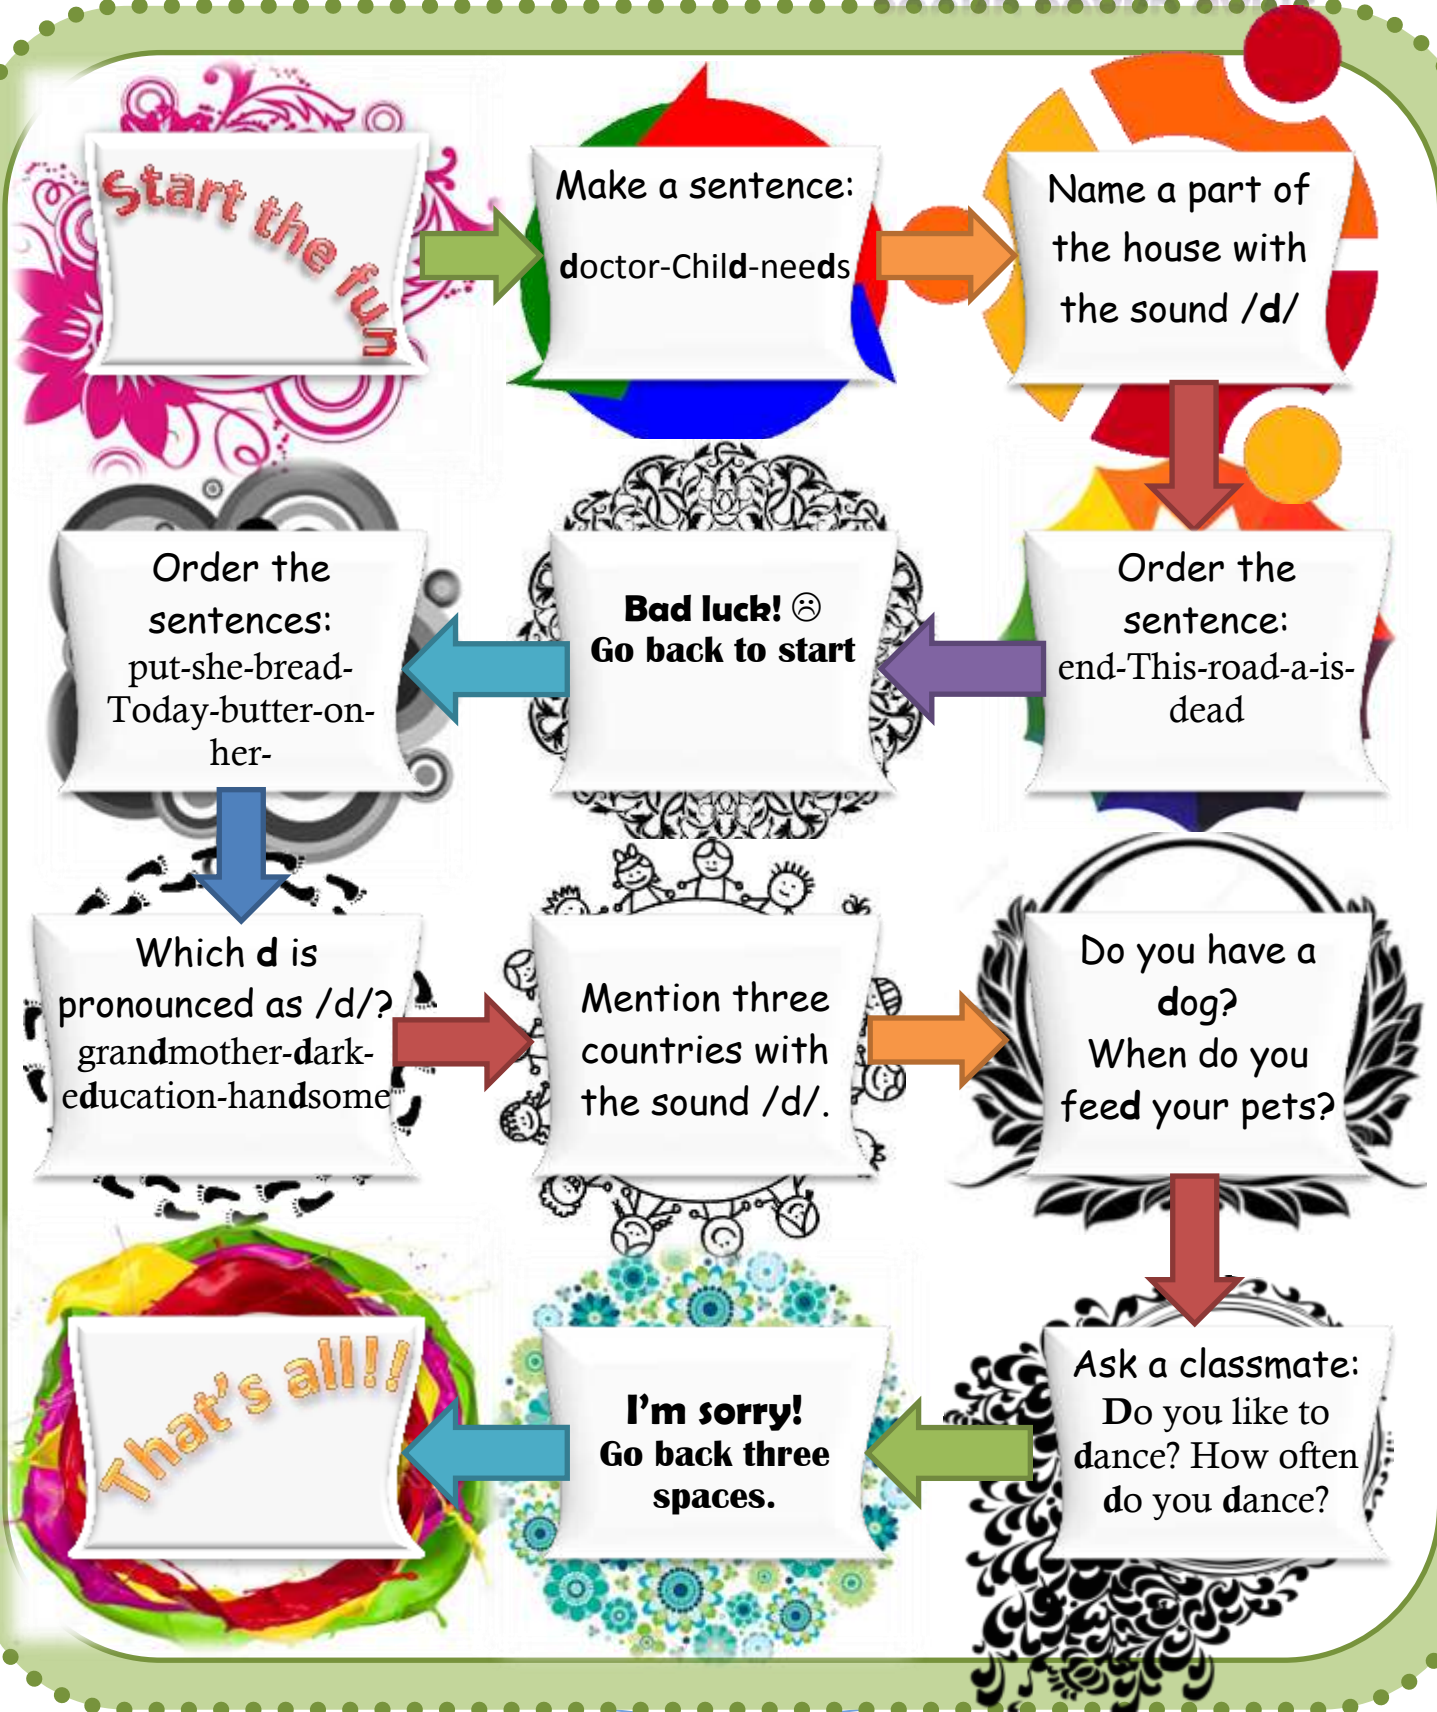 Start the fun
Make a sentence:
doctor-Child-needs
Name a part of
the house with
the sound /d/
Order the
sentence:
end-This-road-a-is-
dead
Bad luck! ☹
Go back to start
Order the
sentences:
put-she-bread-
Today-butter-on-
her-
Which d is
pronounced as /d/?
grandmother-dark-
education-handsome
Mention three
countries with
the sound /d/.
Do you have a
dog?
When do you
feed your pets?
Ask a classmate:
Do you like to
dance? How often
do you dance?
I'm sorry!
Go back three
spaces.
That's all!!